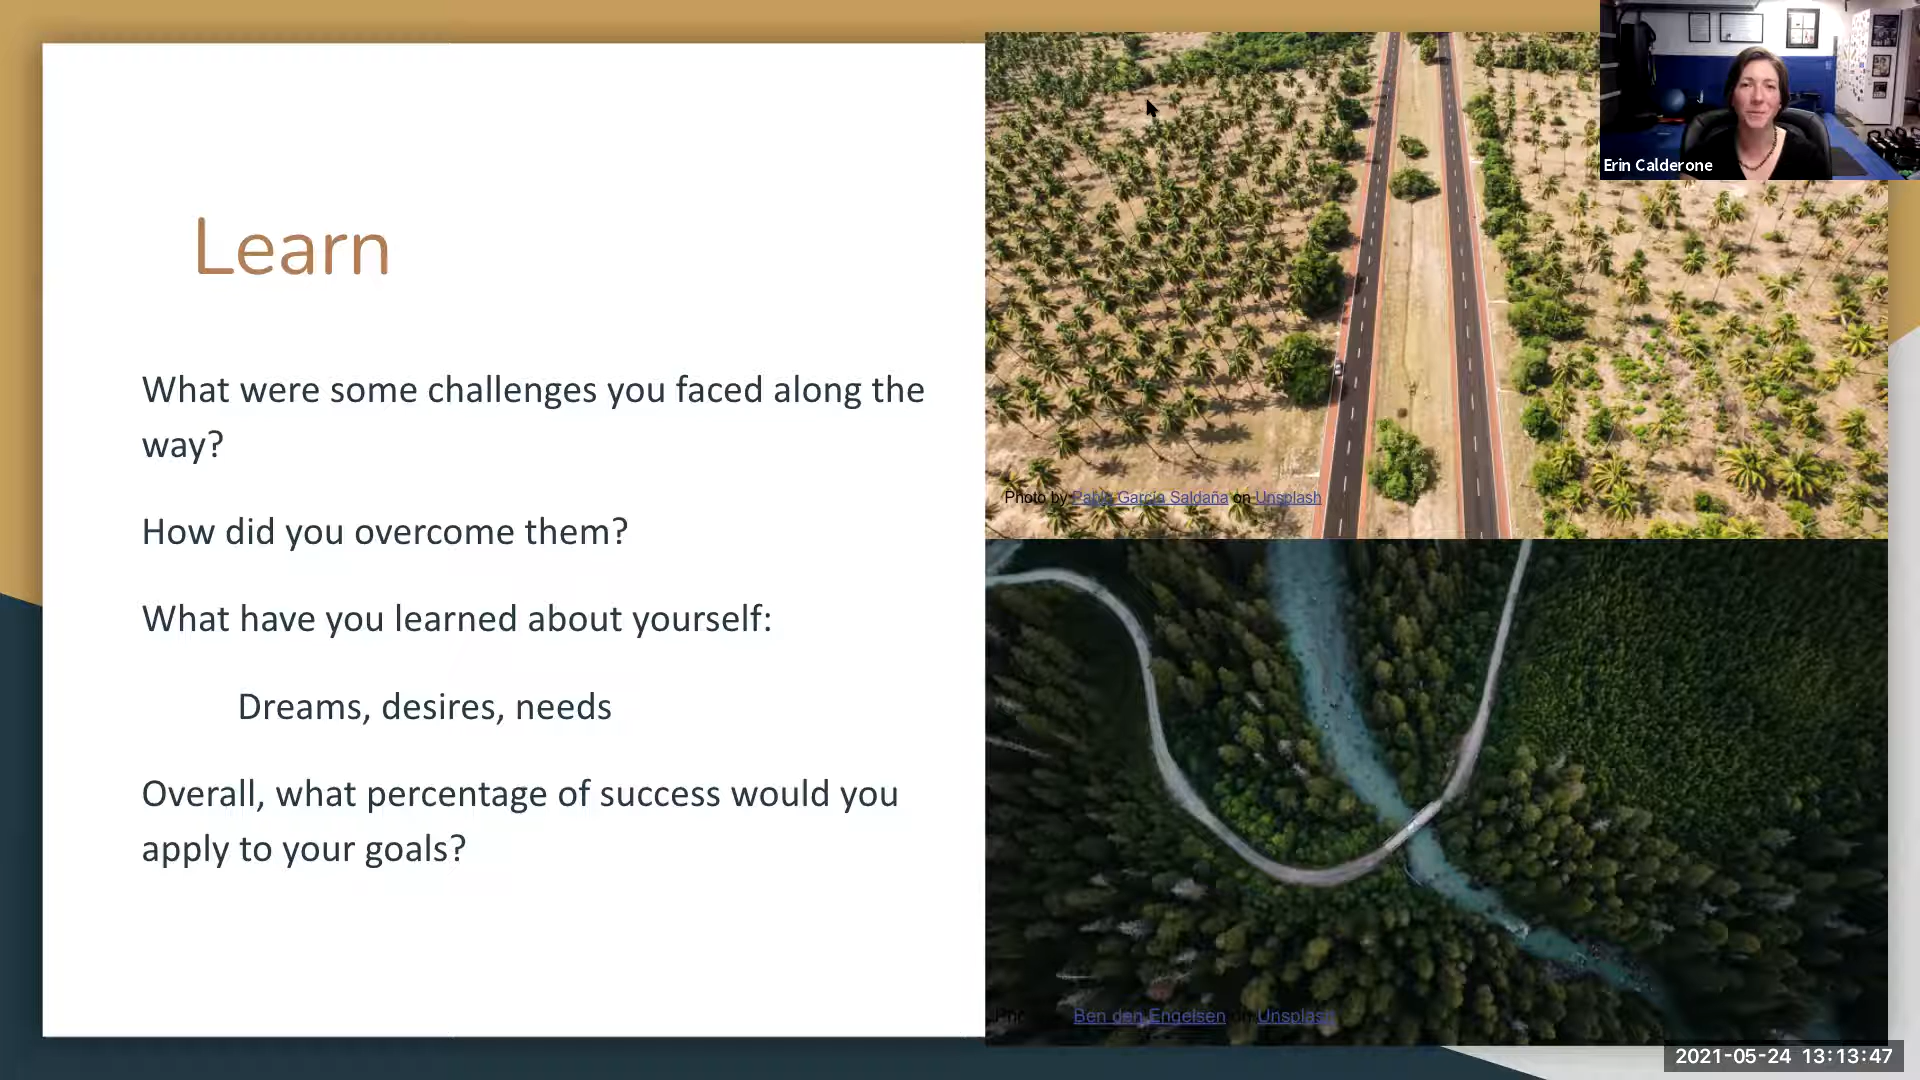 Erin Calderone
Learn
What were some challenges you faced along the
way?
How did you overcome them?
What have you learned about yourself:
Dreams, desires, needs
Overall, what percentage of success would you
apply to your goals?
Photo by Pablo García Saldaña on Unsplash
Ben den Engelsen on Unsplash
2021-05-24 13:13:47